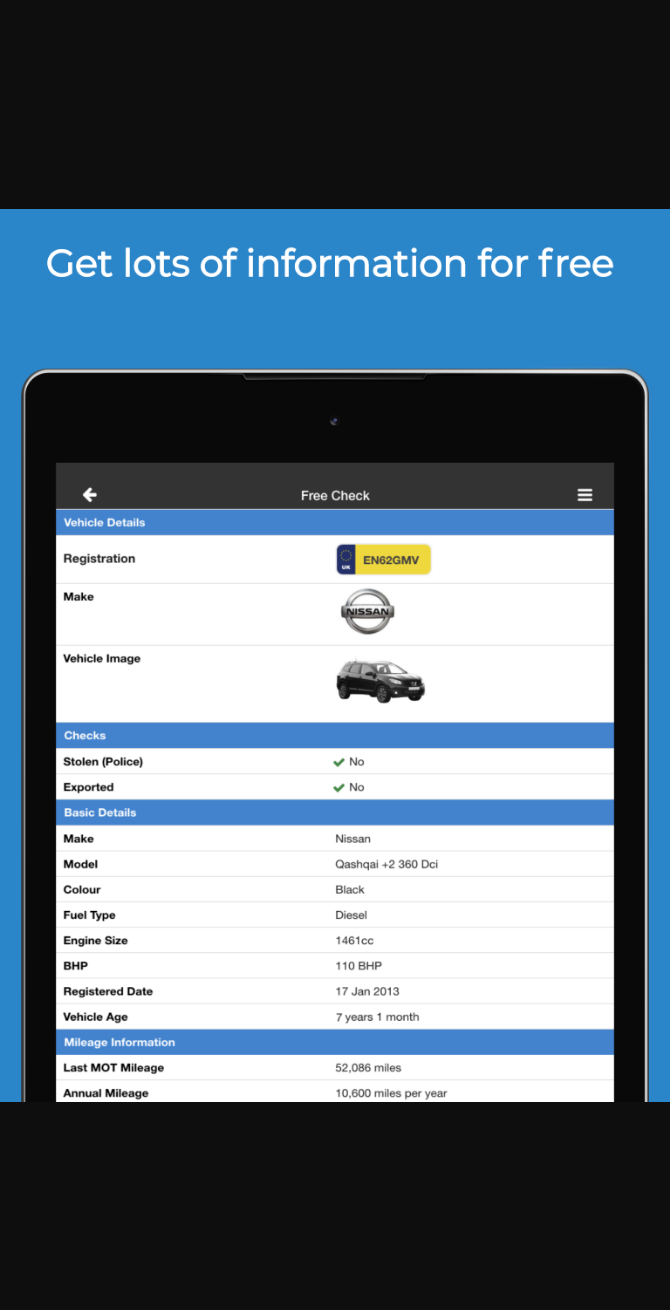 Get lots of information for free
Free Check
Vehicle Details
Registration UK EN62GMV
Make NISSAN
Vehicle Image
Checks
Stolen (Police) No
Exported No
Basic Details
Make Nissan
Model Qashqai +2 360 Dci
Colour Black
Fuel Type Diesel
Engine Size 1461cc
BHP 110 BHP
Registered Date 17 Jan 2013
Vehicle Age 7 years 1 month
Mileage Information
Last MOT Mileage 52,086 miles
Annual Mileage 10,600 miles per year